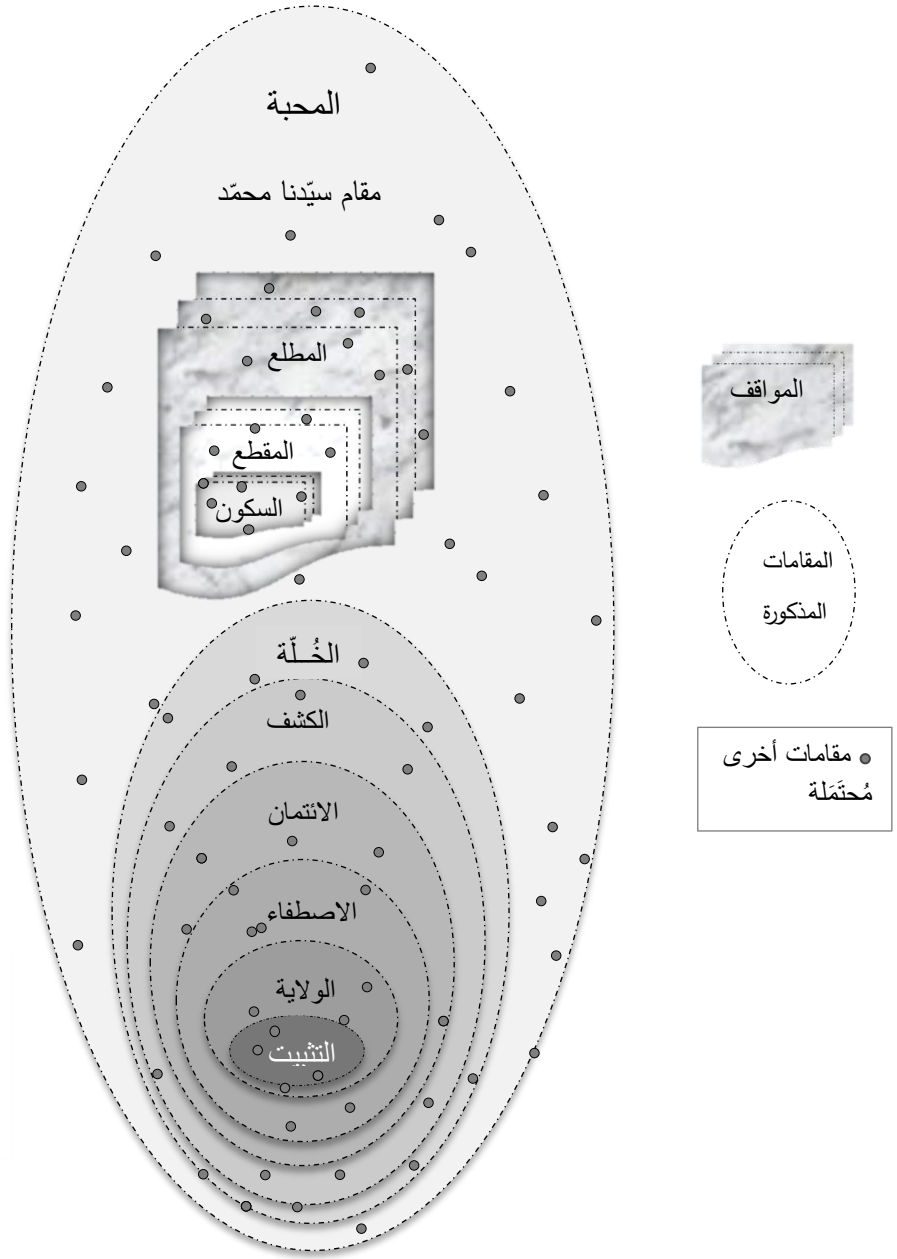 المحبة
مقام سيّدنا محمّد
المطلع
المقطع
السكون
الخُــلّة
الكشف
الائتمان
الاصطفاء
الولاية
التثبيت
المواقف
المقامات
المذكورة
مقامات أخرى
مُحتَمَلة